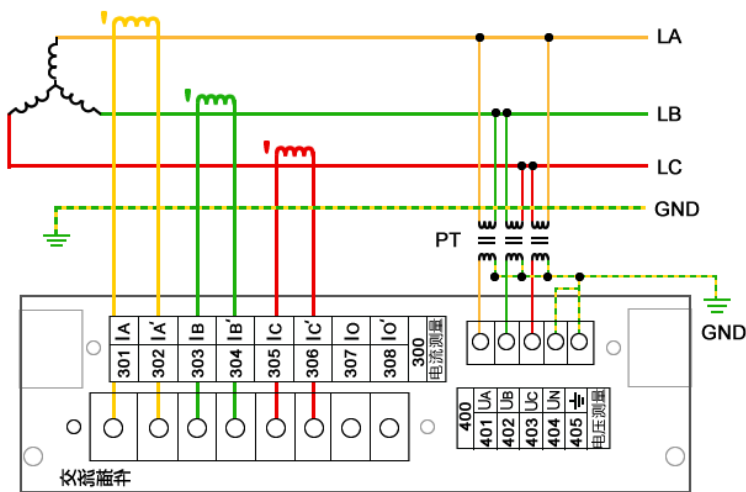 LA
LB
LC
GND
PT
GND
301 IA
302 IA′
303 IB
304 IB′
305 IC
306 IC′
307 IO
308 IO′
300 电流测量
400
401 UA
402 UB
403 UC
404 UN
405
电压测量
交流插件